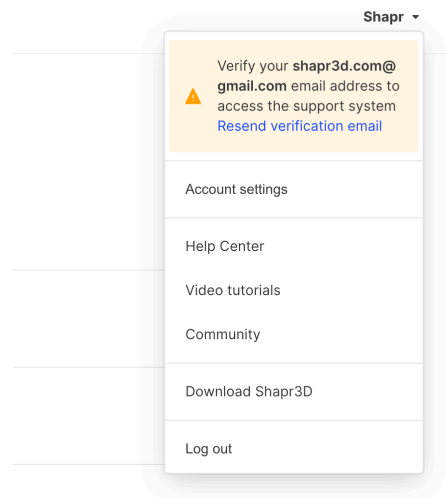 Shapr
Verify your shapr3d.com@
gmail.com email address to
access the support system
Resend verification email
Account settings
Help Center
Video tutorials
Community
Download Shapr3D
Log out